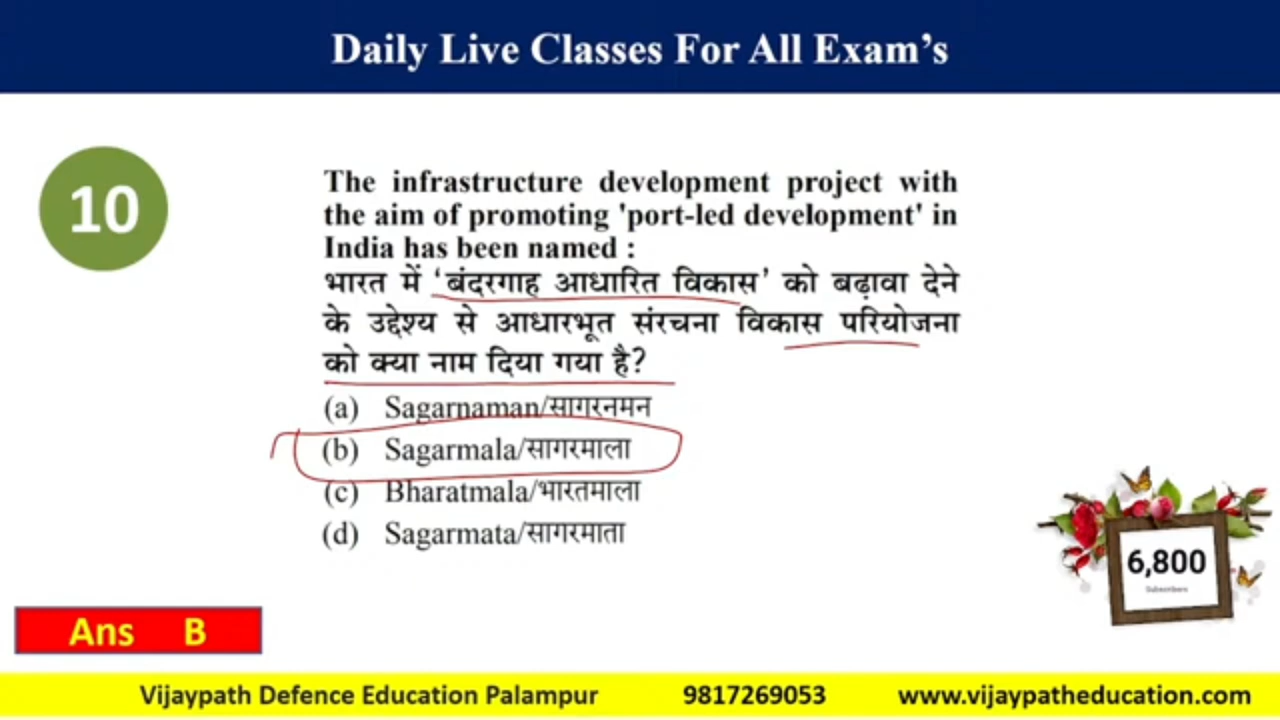 Daily Live Classes For All Exam’s
10
The infrastructure development project with
the aim of promoting 'port-led development' in
India has been named :
भारत में ‘बंदरगाह आधारित विकास’ को बढ़ावा देने
के उद्देश्य से आधारभूत संरचना विकास परियोजना
को क्या नाम दिया गया है?
(a) Sagarnaman/सागरनमन
(b) Sagarmala/सागरमाला
(c) Bharatmala/भारतमाला
(d) Sagarmata/सागरमाता
6,800
Subscribers
Ans B
Vijaypath Defence Education Palampur 9817269053 www.vijaypatheducation.com